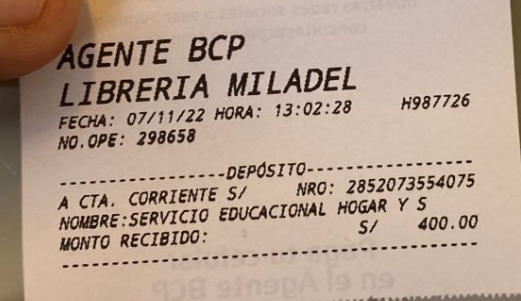 AGENTE BCP
LIBRERIA MILADEL
FECHA: 07/11/22 HORA: 13:02:28 H987726
NO.OPE: 298658
-----------------DEPÓSITO-----------------
A CTA. CORRIENTE S/ NRO: 2852073554075
NOMBRE:SERVICIO EDUCACIONAL HOGAR Y S
MONTO RECIBIDO: S/ 400.00
------------------------------------------